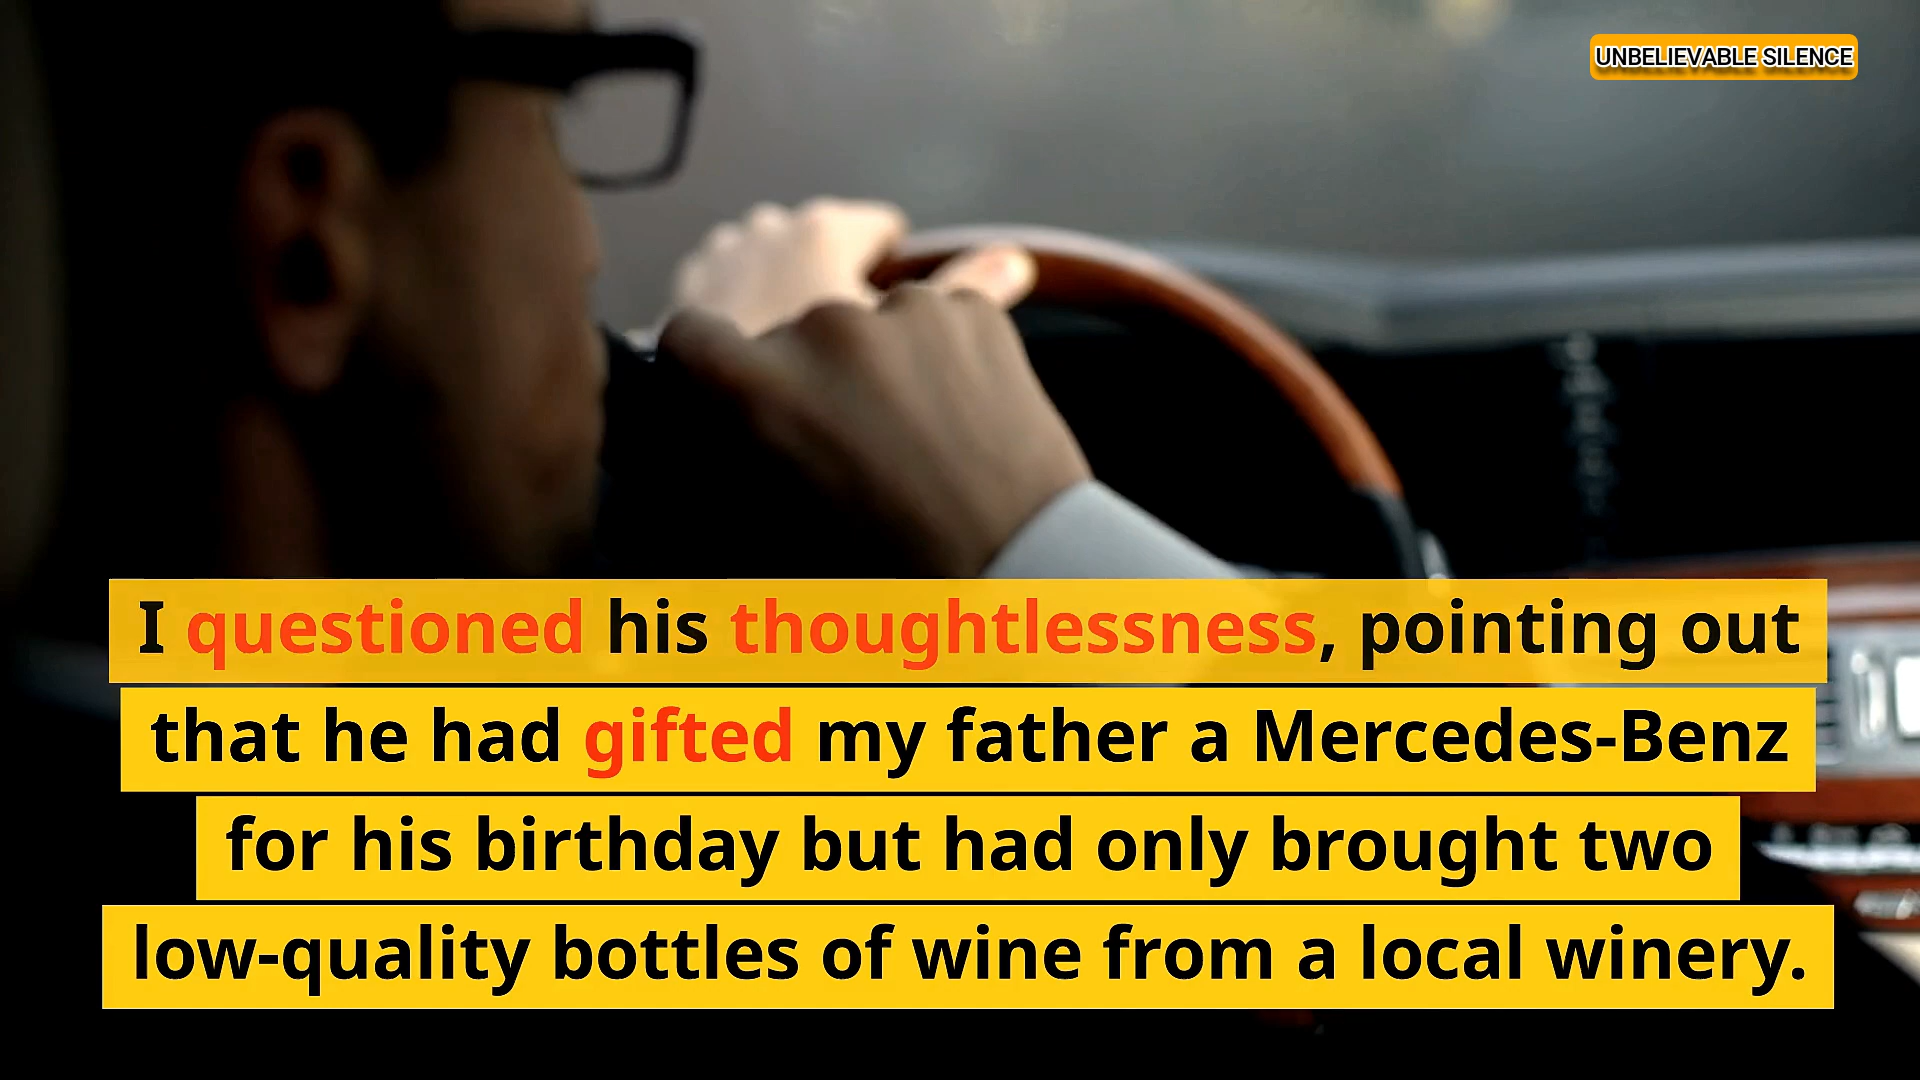 UNBELIEVABLE SILENCE
I questioned his thoughtlessness, pointing out
that he had gifted my father a Mercedes-Benz
for his birthday but had only brought two
low-quality bottles of wine from a local winery.